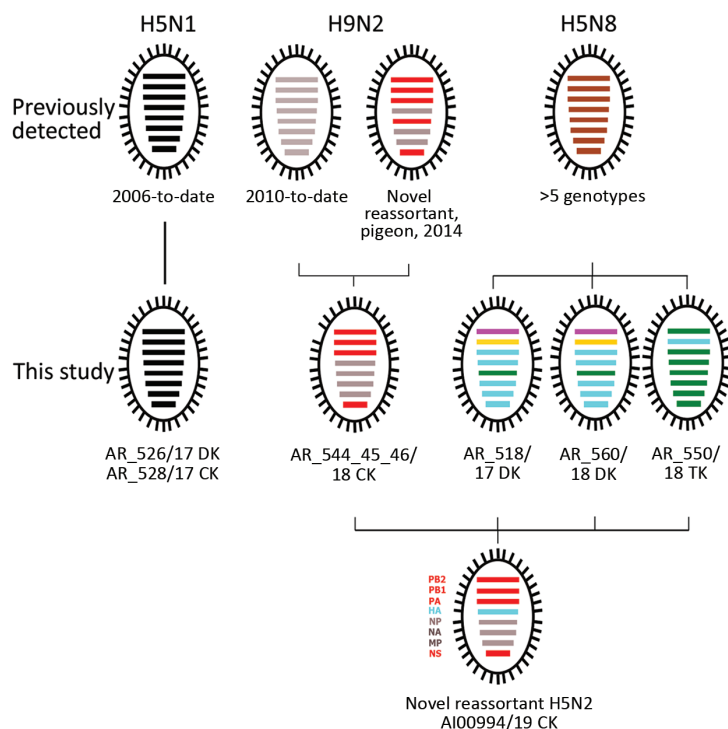 H5N1
H9N2
H5N8
Previously
detected
2006-to-date
2010-to-date
Novel
reassortant,
pigeon, 2014
>5 genotypes
This study
AR_526/17 DK
AR_528/17 CK
AR_544_45_46/
18 CK
AR_518/
17 DK
AR_560/
18 DK
AR_550/
18 TK
PB2
PB1
PA
HA
NP
NA
MP
NS
Novel reassortant H5N2
AI00994/19 CK